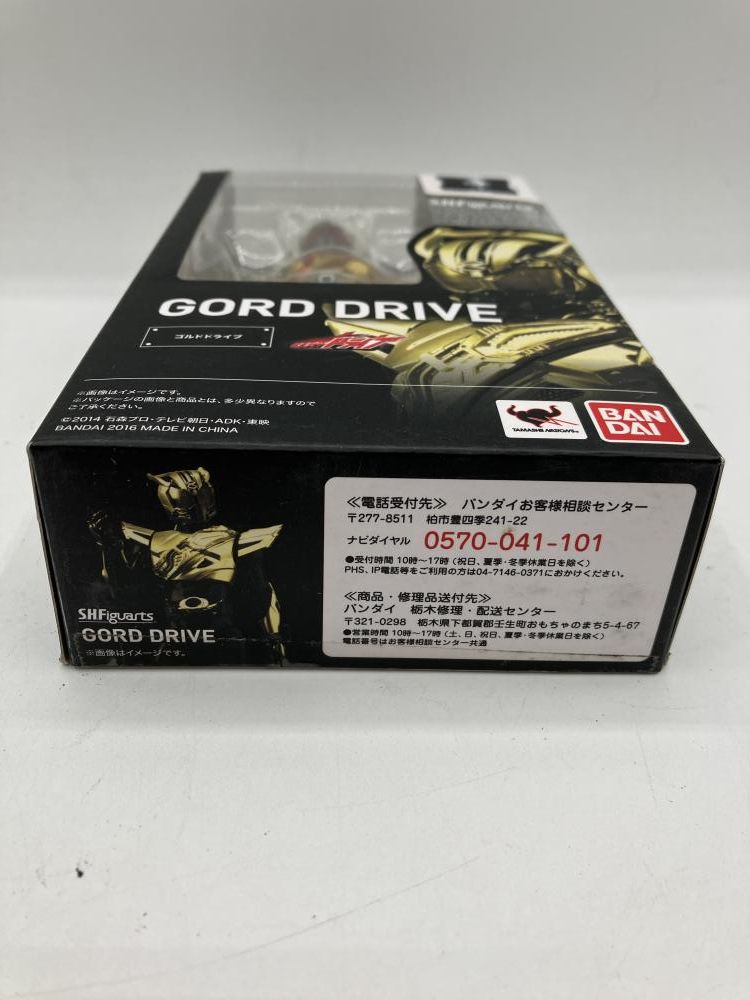 SHFiguarts
GORD DRIVE
ゴルドドライブ
※画像はイメージです。
※パッケージの画像と商品とは、多少異なりますので
ご了承ください。
©2014 石森プロ・テレビ朝日・ADK・東映
BANDAI 2016 MADE IN CHINA
TAMASHII NATIONS
BAN
DAI
≪電話受付先≫ バンダイお客様相談センター
〒277-8511 柏市豊四季241-22
ナビダイヤル 0570-041-101
●受付時間 10時～17時 (祝日、夏季・冬季休業日を除く)
PHS、IP電話等をご利用の方は04-7146-0371におかけください。
≪商品・修理品送付先≫
バンダイ 栃木修理・配送センター
〒321-0298 栃木県下都賀郡壬生町おもちゃのまち5-4-67
●営業時間 10時～17時 (土、日、祝日、夏季・冬季休業日を除く)
電話番号はお客様相談センター共通
SHFiguarts
GORD DRIVE
※画像はイメージです。